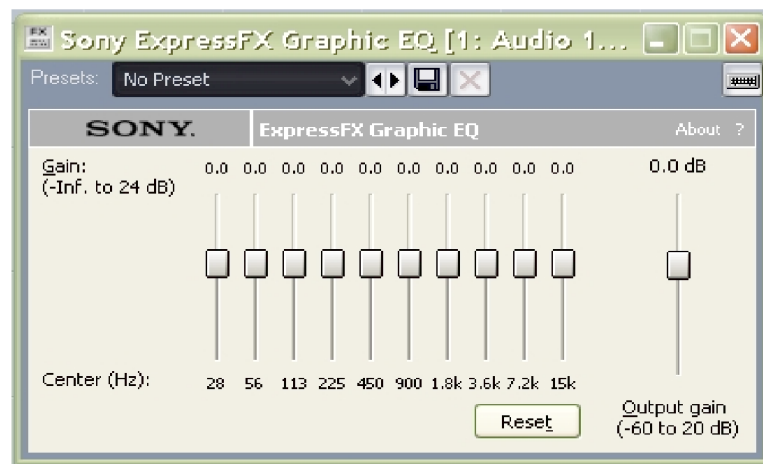 Sony ExpressFX Graphic EQ [1: Audio 1...
Presets: No Preset
SONY. ExpressFX Graphic EQ About ?
Gain: 0.0 0.0 0.0 0.0 0.0 0.0 0.0 0.0 0.0 0.0 0.0 dB
(-Inf. to 24 dB)
Center (Hz): 28 56 113 225 450 900 1.8k 3.6k 7.2k 15k
Reset
Output gain
(-60 to 20 dB)